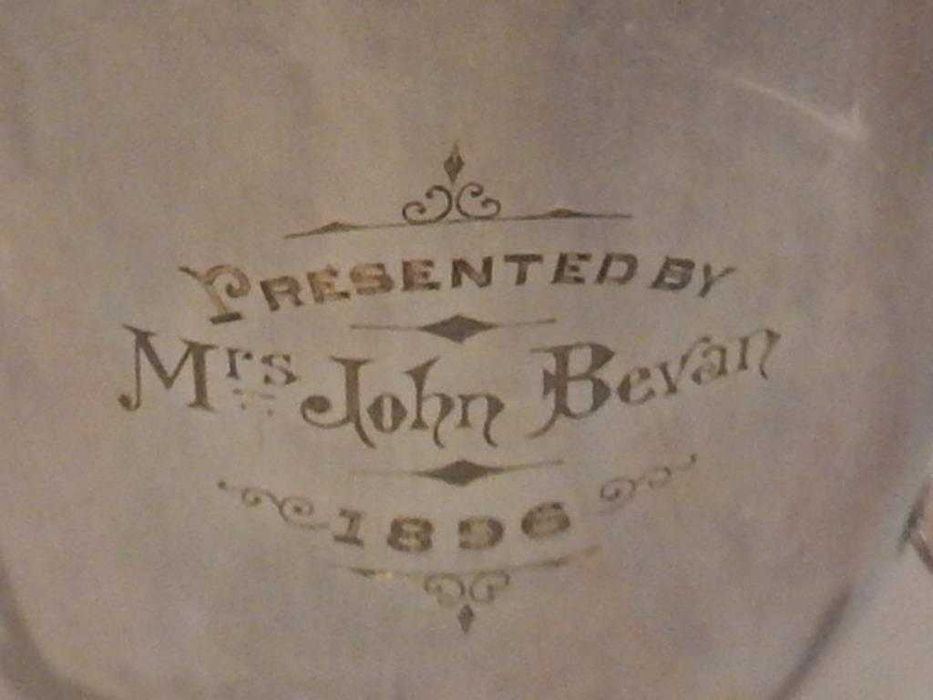 PRESENTED BY
Mrs John Bevan
1896